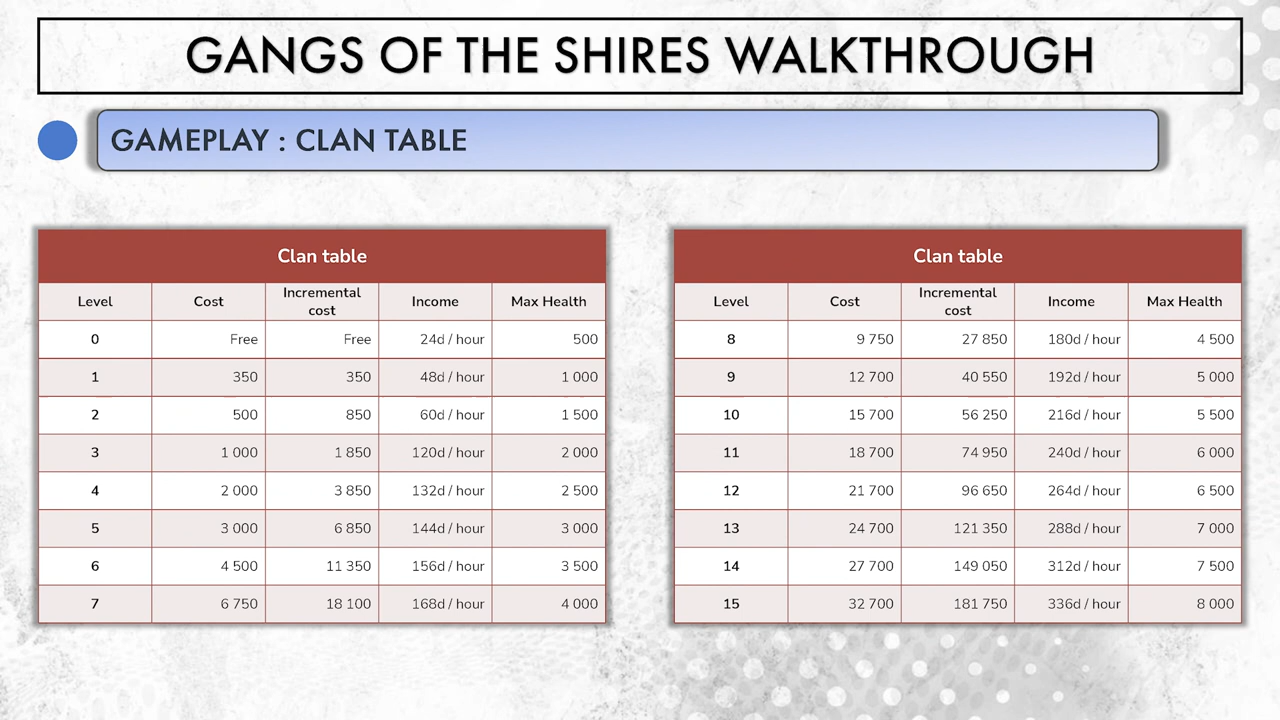 GANGS OF THE SHIRES WALKTHROUGH
GAMEPLAY : CLAN TABLE
Clan table
Level Cost Incremental cost Income Max Health
0 Free Free 24d / hour 500
1 350 350 48d / hour 1 000
2 500 850 60d / hour 1 500
3 1 000 1 850 120d / hour 2 000
4 2 000 3 850 132d / hour 2 500
5 3 000 6 850 144d / hour 3 000
6 4 500 11 350 156d / hour 3 500
7 6 750 18 100 168d / hour 4 000
Clan table
Level Cost Incremental cost Income Max Health
8 9 750 27 850 180d / hour 4 500
9 12 700 40 550 192d / hour 5 000
10 15 700 56 250 216d / hour 5 500
11 18 700 74 950 240d / hour 6 000
12 21 700 96 650 264d / hour 6 500
13 24 700 121 350 288d / hour 7 000
14 27 700 149 050 312d / hour 7 500
15 32 700 181 750 336d / hour 8 000